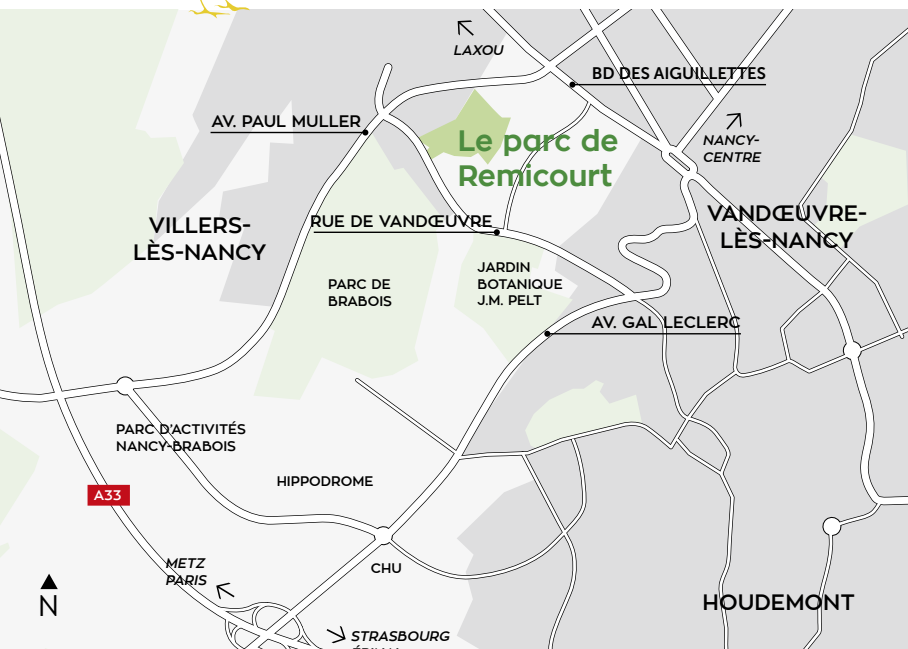 LAXOU
BD DES AIGUILLETTES
AV. PAUL MULLER
Le parc de
Remicourt
NANCY-
CENTRE
VILLERS-
LÈS-NANCY
RUE DE VANDŒUVRE
VANDŒUVRE-
LÈS-NANCY
JARDIN
BOTANIQUE
J.M. PELT
PARC DE
BRABOIS
AV. GAL LECLERC
PARC D'ACTIVITÉS
NANCY-BRABOIS
HIPPODROME
A33
METZ
PARIS
CHU
N
HOUDEMONT
STRASBOURG